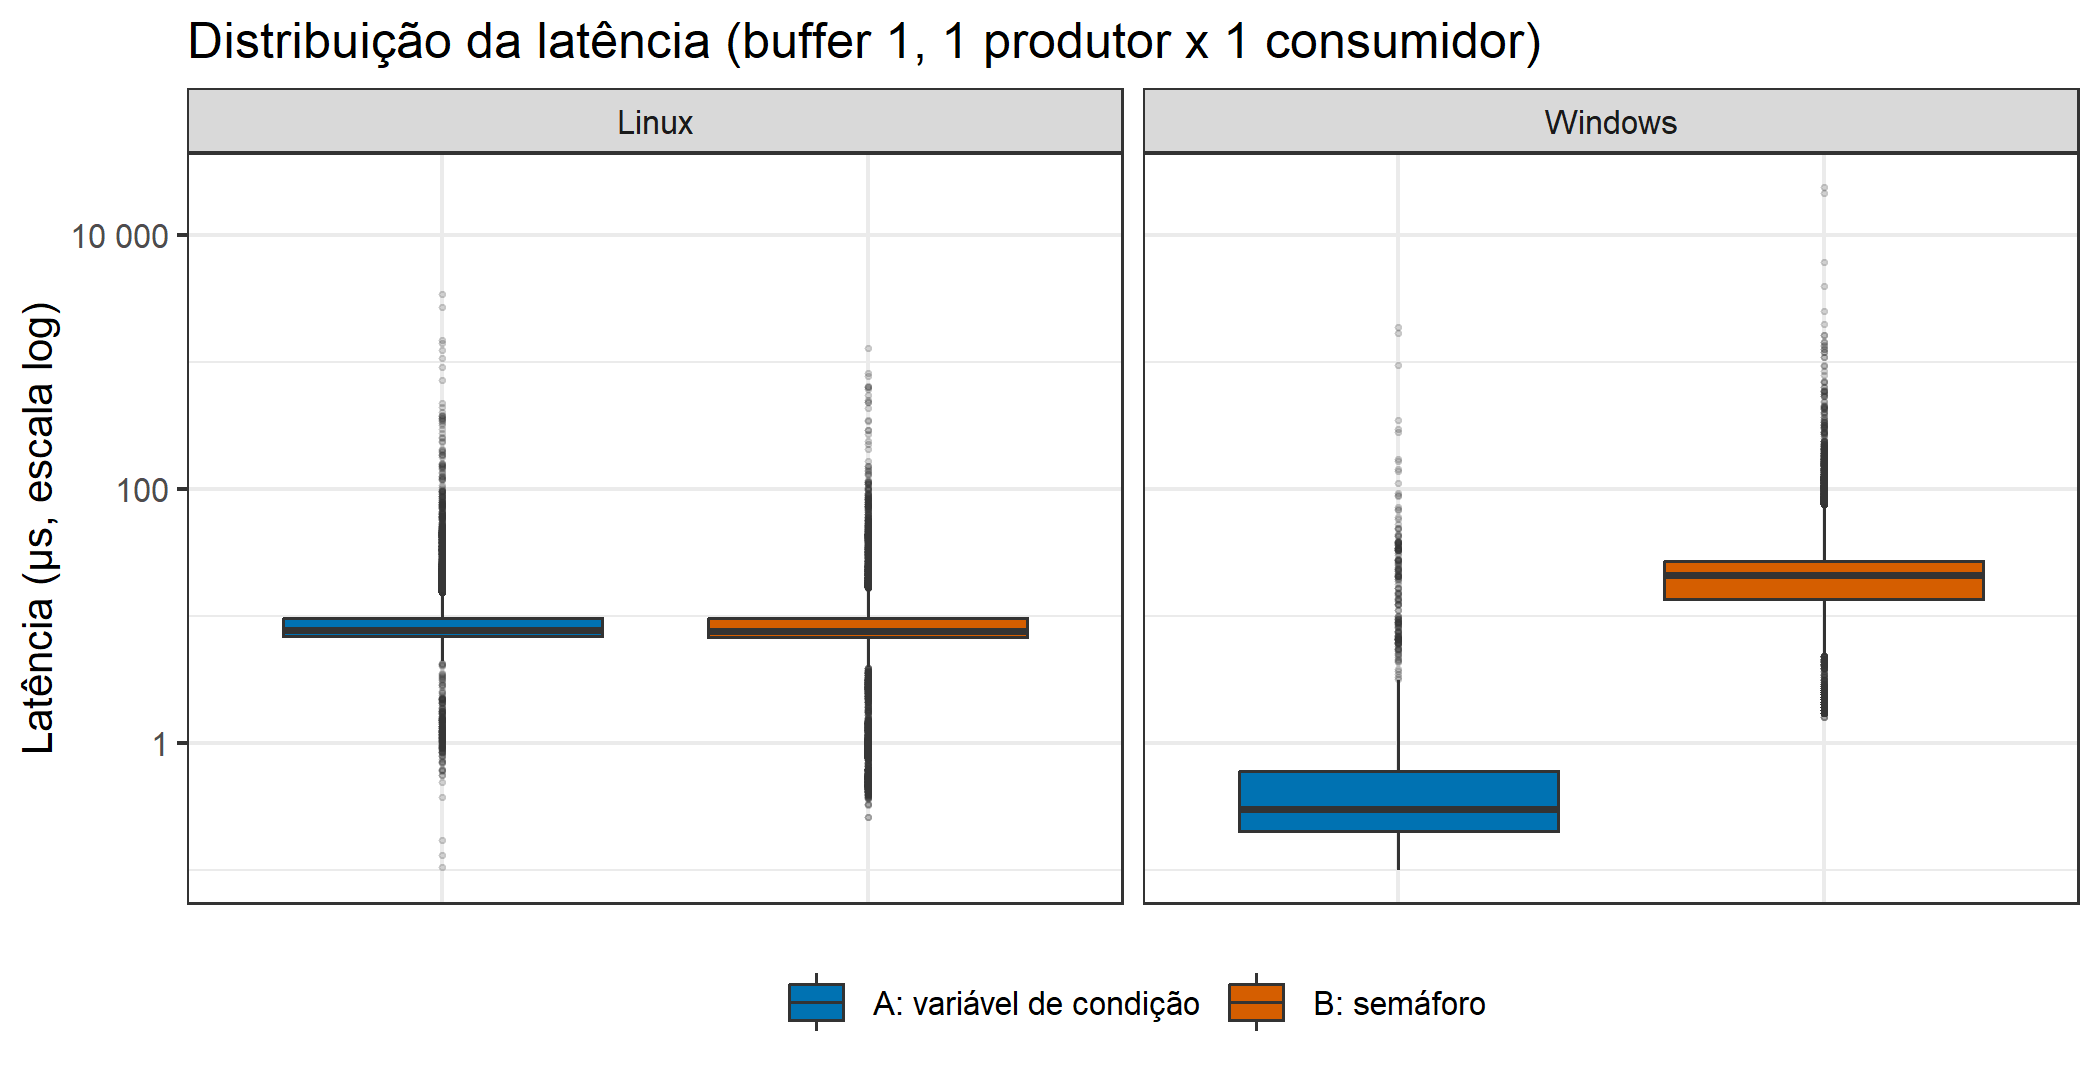 Distribuição da latência (buffer 1, 1 produtor x 1 consumidor)
Linux
Windows
Latência (µs, escala log)
10 000
100
1
A: variável de condição
B: semáforo